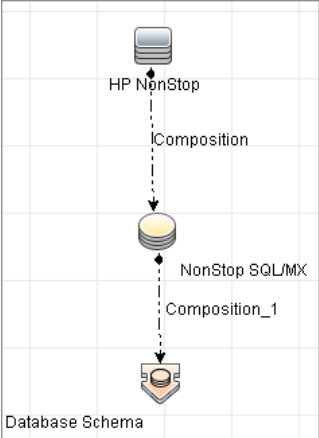 HP NonStop
Composition
NonStop SQL/MX
Composition_1
Database Schema